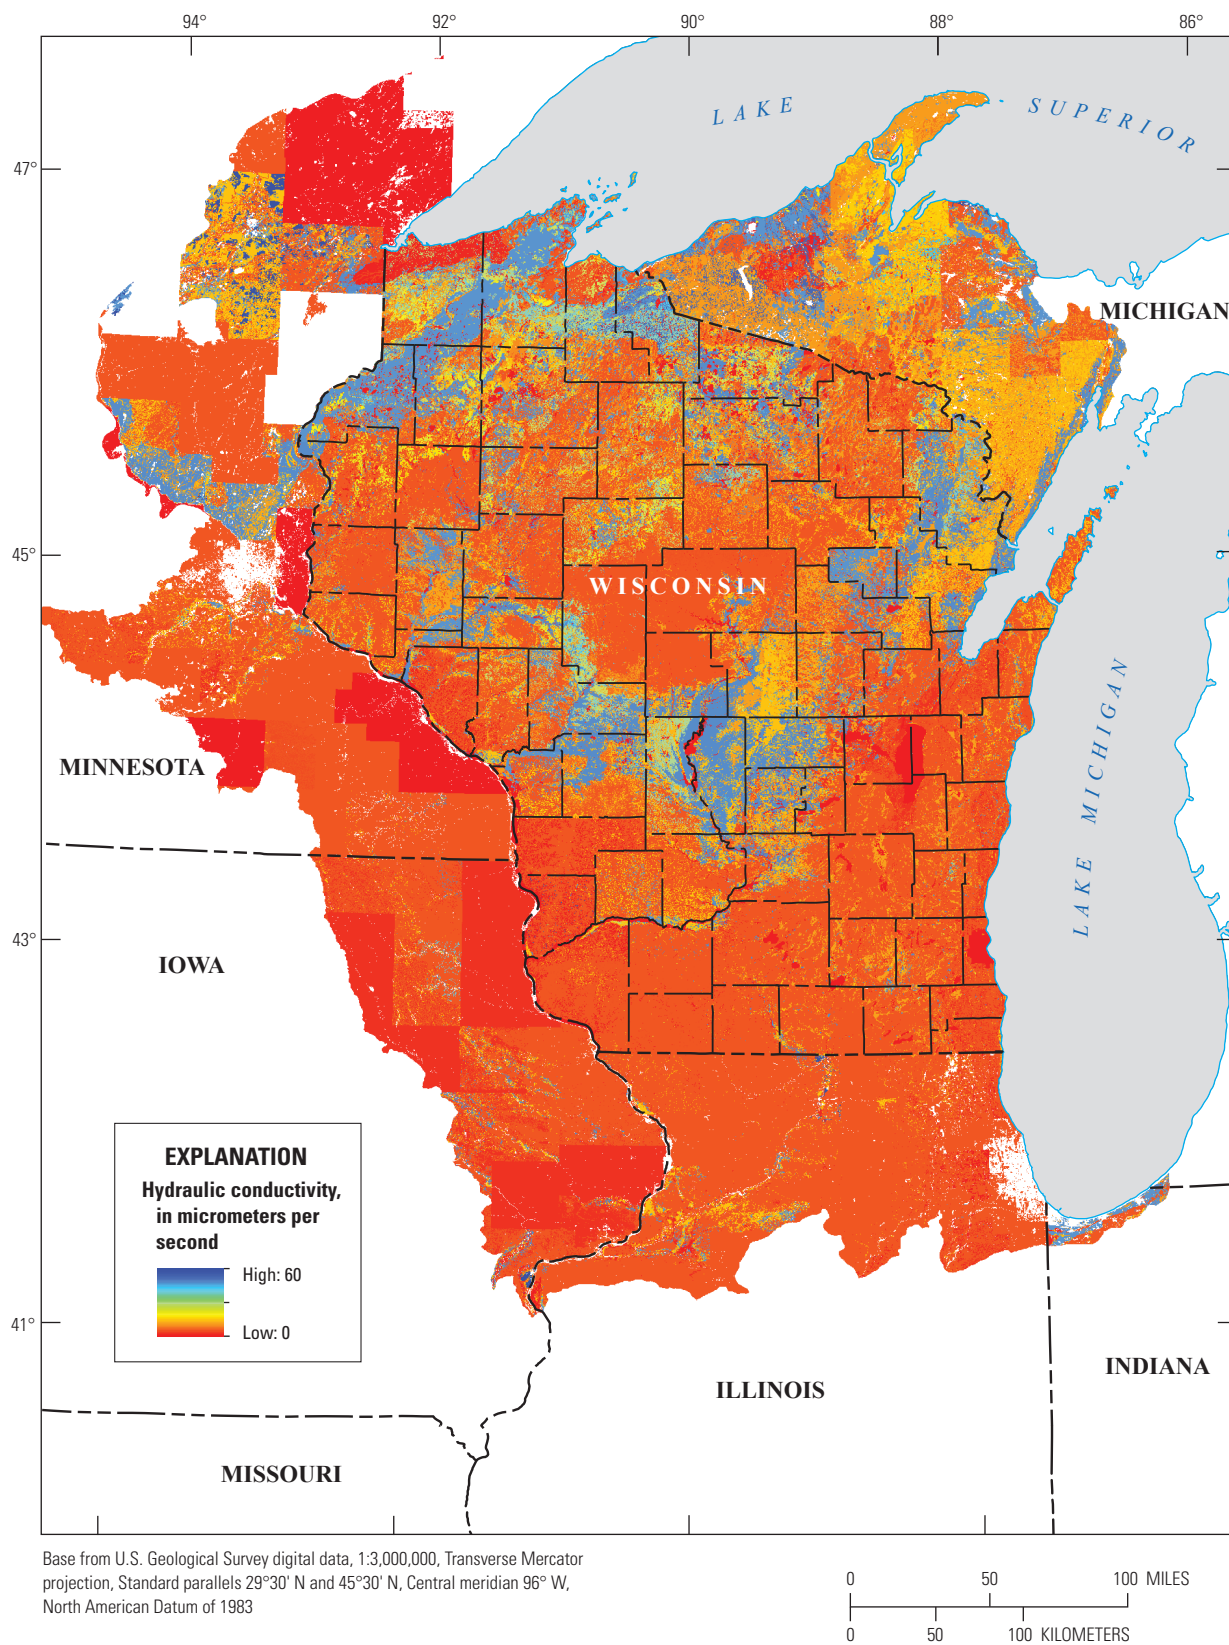 94°
92°
90°
88°
86°
LAKE SUPERIOR
47°
MICHIGAN
45°
WISCONSIN
LAKE MICHIGAN
MINNESOTA
43°
IOWA
EXPLANATION
Hydraulic conductivity,
in micrometers per
second
High: 60
Low: 0
41°
INDIANA
ILLINOIS
MISSOURI
Base from U.S. Geological Survey digital data, 1:3,000,000, Transverse Mercator
projection, Standard parallels 29°30' N and 45°30' N, Central meridian 96° W,
North American Datum of 1983
0 50 100 MILES
0 50 100 KILOMETERS